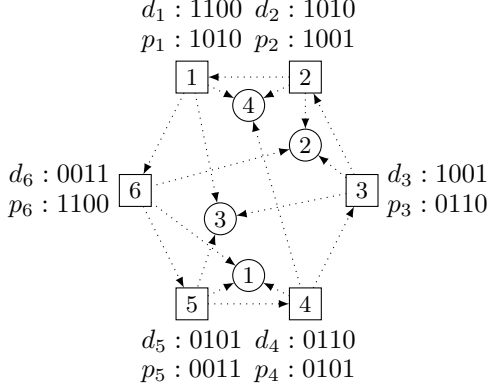 d₁ : 1100 d₂ : 1010
p₁ : 1010 p₂ : 1001
1 2
4
2
d₆ : 0011 6 3 d₃ : 1001
p₆ : 1100 p₃ : 0110
3
1
5 4
d₅ : 0101 d₄ : 0110
p₅ : 0011 p₄ : 0101